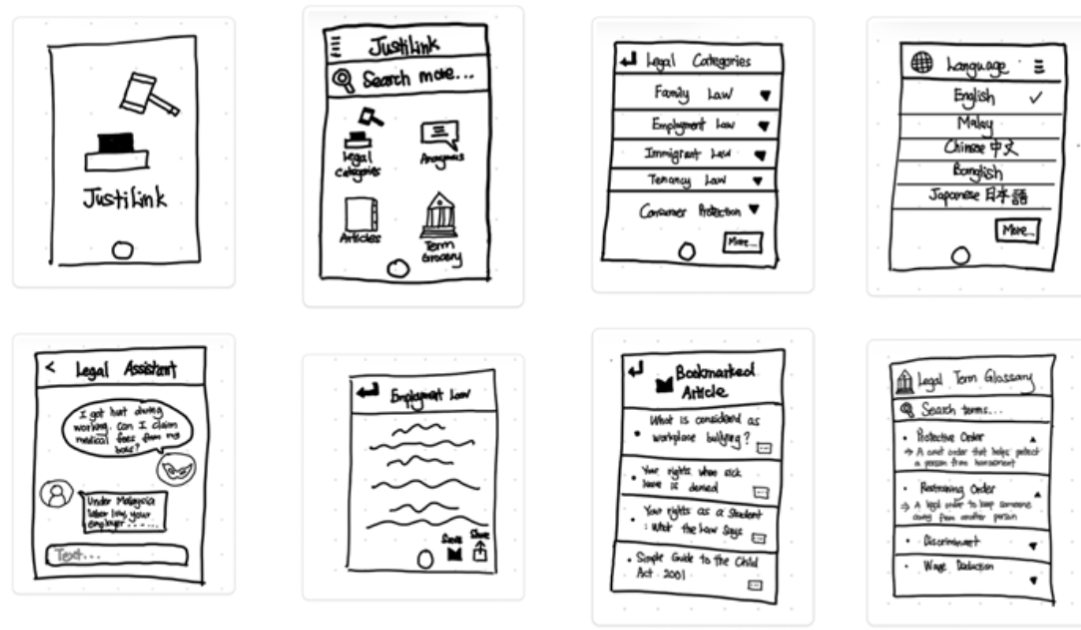 JustiLink
JustiLink
Search more...
Legal
Categories
Articles
Term
Grocery
Legal Categories
Family Law
Employment Law
Immigrant Law
Tenancy Law
Consumer Protection
More...
Language
English
Malay
Chinese 中文
Banglish
Japanese 日本語
More...
Legal Assistant
I got hurt during
working. Can I claim
medical fees from my
boss?
Under Malaysia
labor law, your
employer......
Text...
Employment Law
Save
Share
Bookmarked
Article
What is considered as
workplace bullying?
Your rights when sick
leave is denied
Your rights as a Student
: What the Law Says
Simple Guide to the Child
Act 2001
Legal Term Glossary
Search terms...
Protective Order
→ A court order that helps protect
a person from harassment
Restraining Order
→ A legal order to keep someone
away from another person
Wage Deduction